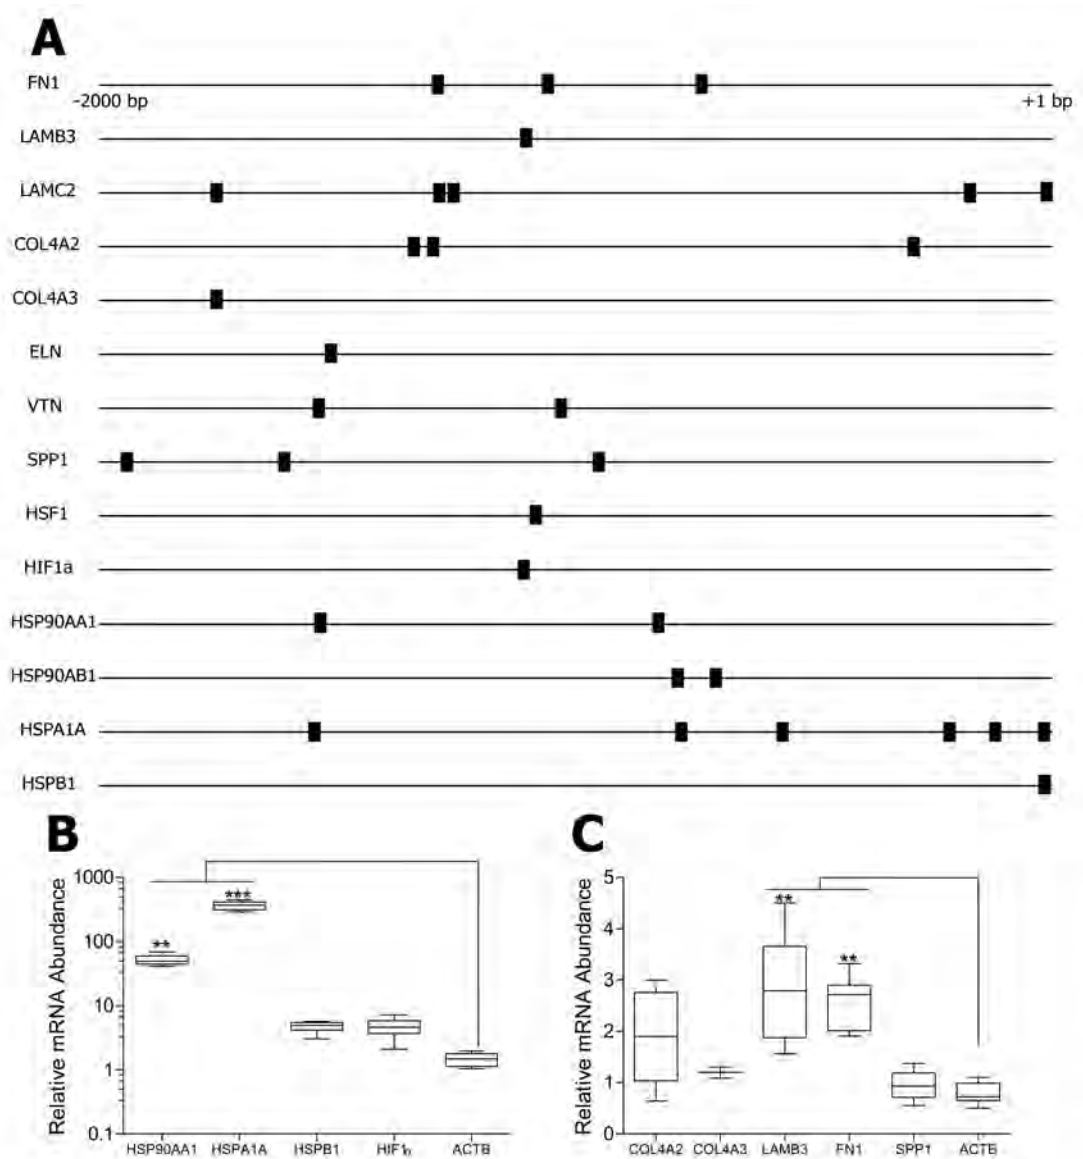 A
FN1
-2000 bp
+1 bp
LAMB3
LAMC2
COL4A2
COL4A3
ELN
VTN
SPP1
HSF1
HIF1a
HSP90AA1
HSP90AB1
HSPA1A
HSPB1
B
Relative mRNA Abundance
1000
100
10
1
0.1
**
***
HSP90AA1 HSPA1A HSPB1 ACTB
C
Relative mRNA Abundance
5
4
3
2
1
0
**
**
COL4A2 COL4A3 LAMB3 FN1 SPP1 ACTB